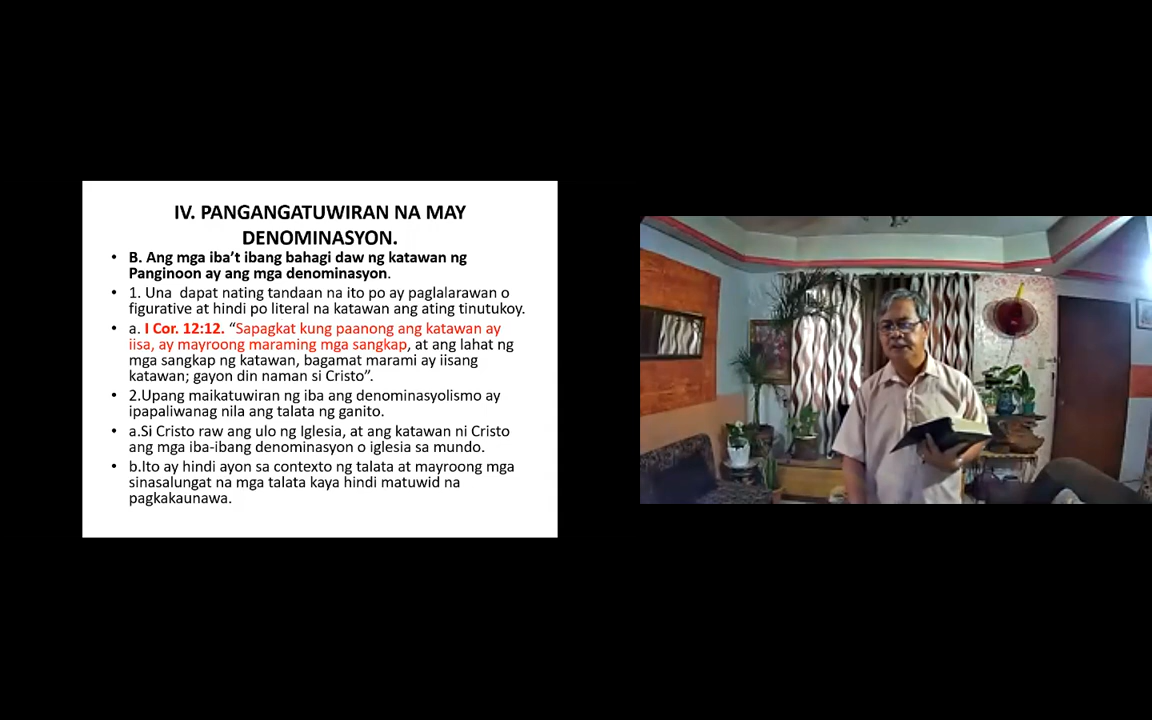 IV. PANGANGATUWIRAN NA MAY
DENOMINASYON.
• B. Ang mga iba't ibang bahagi daw ng katawan ng
Panginoon ay ang mga denominasyon.
• 1. Una dapat nating tandaan na ito po ay paglalarawan o
figurative at hindi po literal na katawan ang ating tinutukoy.
• a. I Cor. 12:12. “Sapagkat kung paanong ang katawan ay
iisa, ay mayroong maraming mga sangkap, at ang lahat ng
mga sangkap ng katawan, bagamat marami ay iisang
katawan; gayon din naman si Cristo”.
• 2.Upang maikatuwiran ng iba ang denominasyolismo ay
ipapaliwanag nila ang talata ng ganito.
• a.Si Cristo raw ang ulo ng Iglesia, at ang katawan ni Cristo
ang mga iba-ibang denominasyon o iglesia sa mundo.
• b.Ito ay hindi ayon sa contexto ng talata at mayroong mga
sinasalungat na mga talata kaya hindi matuwid na
pagkakaunawa.